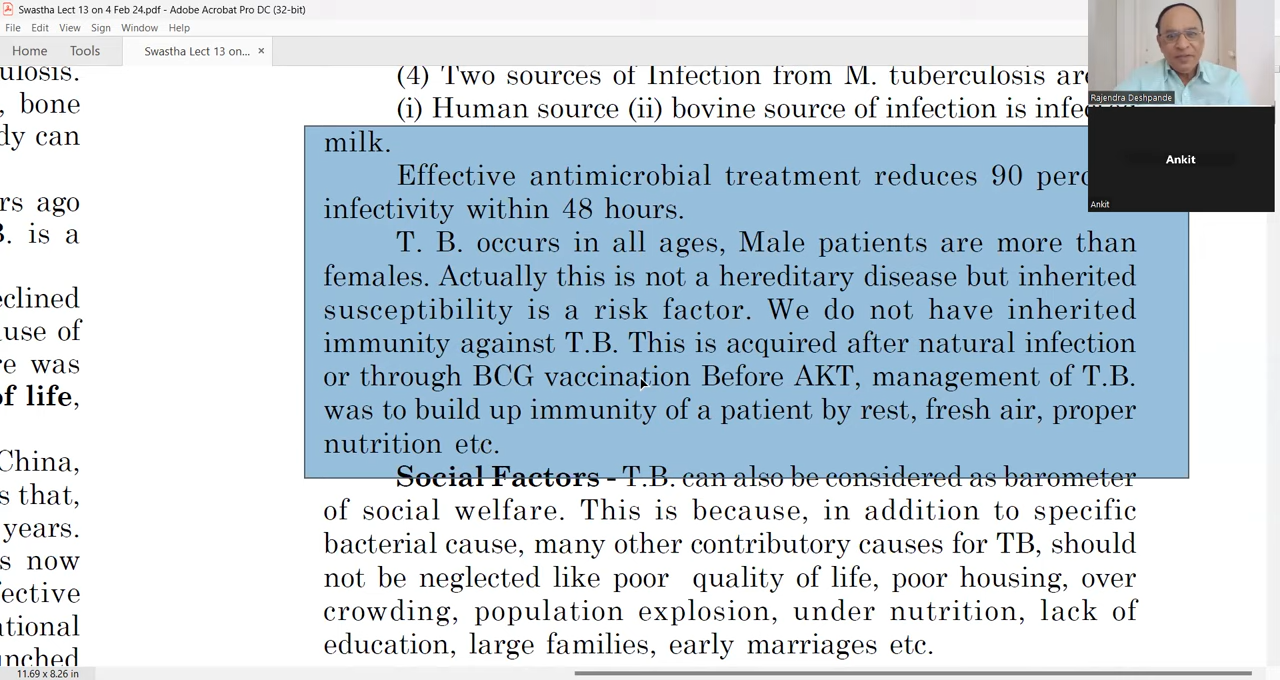 Swastha Lect 13 on 4 Feb 24.pdf - Adobe Acrobat Pro DC (32-bit)
File Edit View Sign Window Help
Home Tools Swastha Lect 13 on... ×
ulosis.
, bone
dy can
rs ago
B. is a
eclined
use of
re was
of life,
China,
s that,
years.
s now
fective
ational
unched
(4) Two sources of Infection from M. tuberculosis are
(i) Human source (ii) bovine source of infection is infe
milk.
Effective antimicrobial treatment reduces 90 perc
infectivity within 48 hours.
T. B. occurs in all ages, Male patients are more than
females. Actually this is not a hereditary disease but inherited
susceptibility is a risk factor. We do not have inherited
immunity against T.B. This is acquired after natural infection
or through BCG vaccination Before AKT, management of T.B.
was to build up immunity of a patient by rest, fresh air, proper
nutrition etc.
Social Factors - T.B. can also be considered as barometer
of social welfare. This is because, in addition to specific
bacterial cause, many other contributory causes for TB, should
not be neglected like poor quality of life, poor housing, over
crowding, population explosion, under nutrition, lack of
education, large families, early marriages etc.
Rajendra Deshpande
Ankit
Ankit
11.69 x 8.26 in